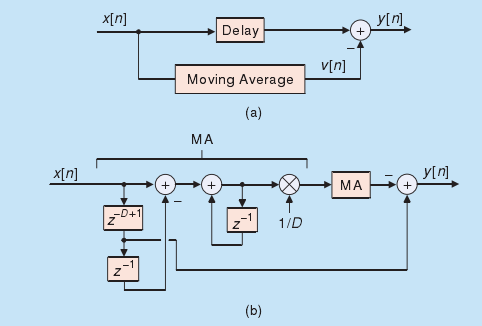 x[n] Delay + y[n]
−
Moving Average v[n]
(a)
MA
x[n] + − + 1/D MA − + y[n]
z^{−D+1} z^{−1}
z^{−1}
(b)